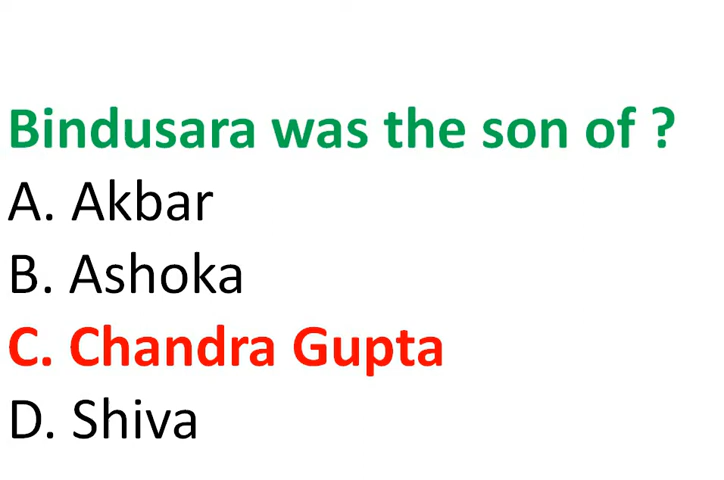 Bindusara was the son of ?
A. Akbar
B. Ashoka
C. Chandra Gupta
D. Shiva